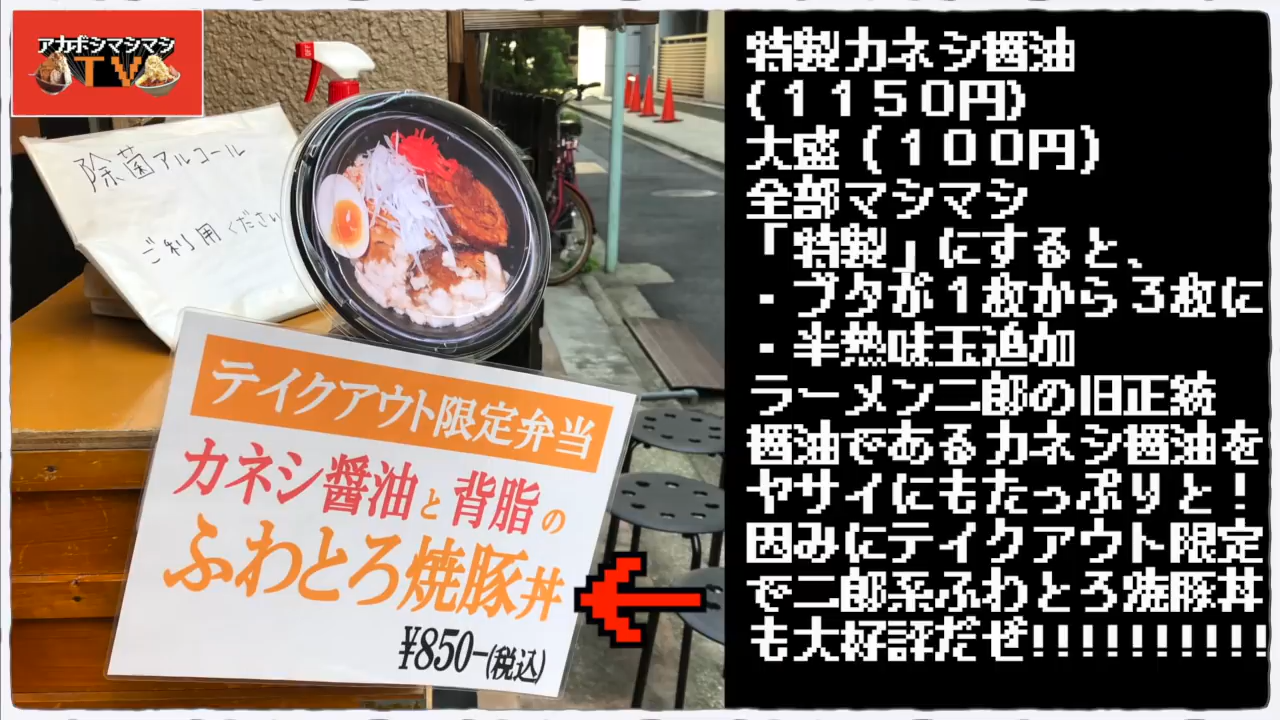 アカボシマシマシ
TV
除菌アルコール
ご利用ください
テイクアウト限定弁当
カネシ醤油と背脂の
ふわとろ焼豚丼
¥850-(税込)
特製カネシ醤油
(1150円)
大盛(100円)
全部マシマシ
「特製」にすると、
・ブタが1枚から3枚に
・半熟味玉追加
ラーメン二郎の旧正統
醤油であるカネシ醤油を
ヤサイにもたっぷりと!
因みにテイクアウト限定
で二郎系ふわとろ焼豚丼
も大好評だぜ!!!!!!!!!!